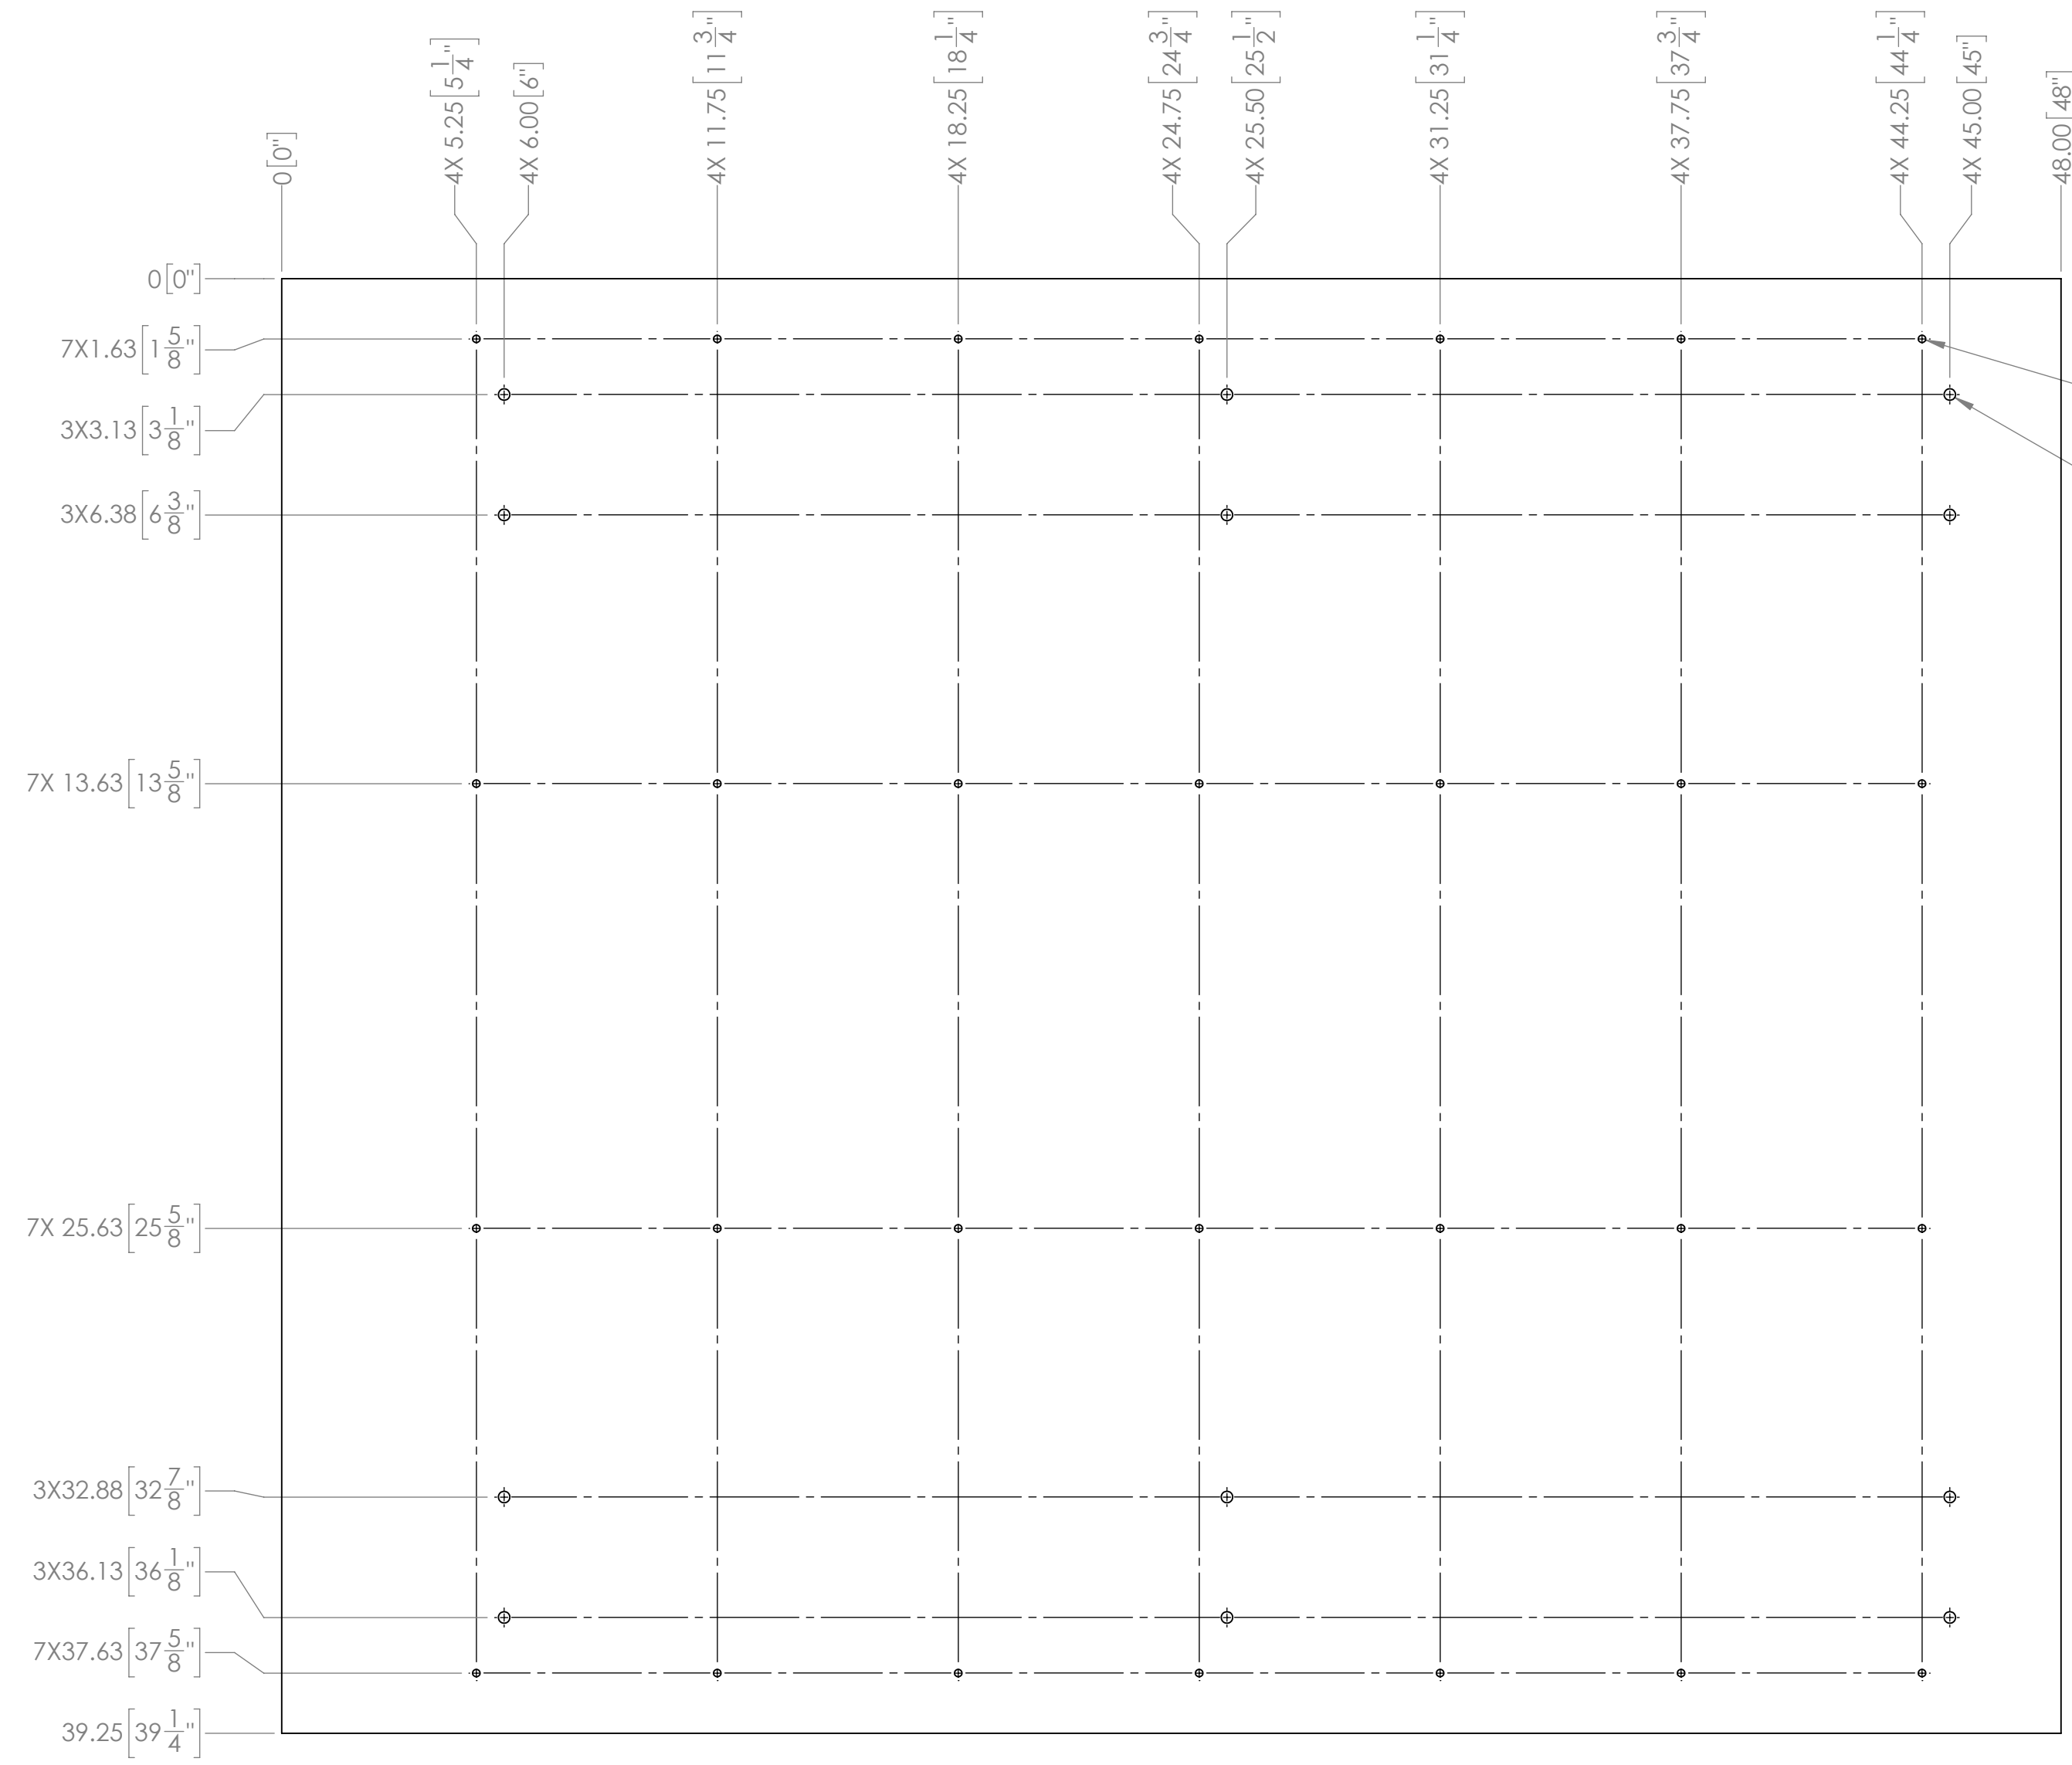 0[0"]
4X 5.25[5 1/4"]
4X 6.00[6"]
4X 11.75[11 3/4"]
4X 18.25[18 1/4"]
4X 24.75[24 3/4"]
4X 25.50[25 1/2"]
4X 31.25[31 1/4"]
4X 37.75[37 3/4"]
4X 44.25[44 1/4"]
4X 45.00[45"]
48.00[48"]
0[0"]
7X1.63[1 5/8"]
3X3.13[3 1/8"]
3X6.38[6 3/8"]
7X 13.63[13 5/8"]
7X 25.63[25 5/8"]
3X32.88[32 7/8"]
3X36.13[36 1/8"]
7X37.63[37 5/8"]
39.25[39 1/4"]